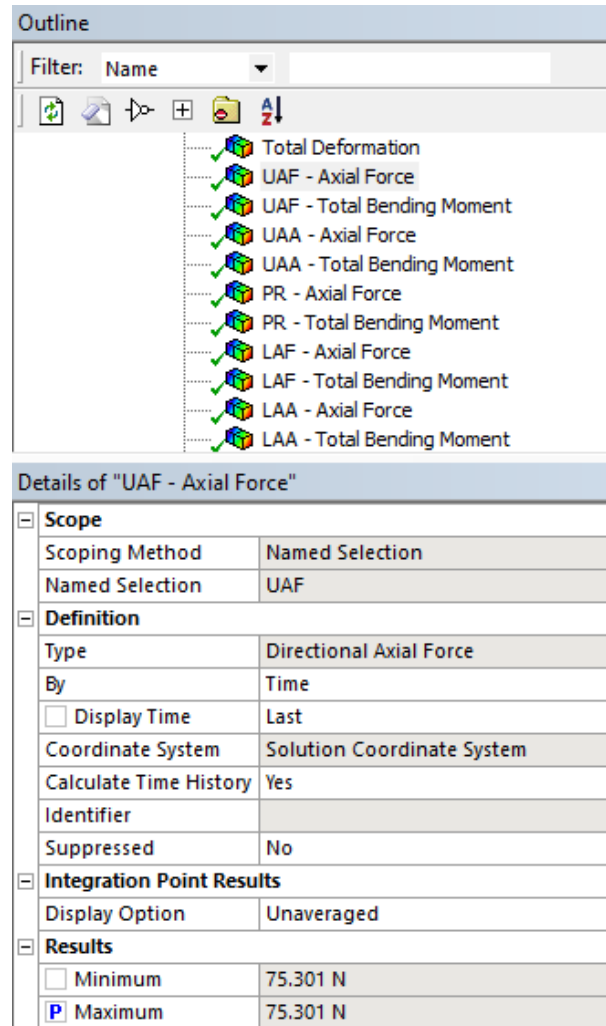 Outline
Filter: Name
Total Deformation
UAF - Axial Force
UAF - Total Bending Moment
UAA - Axial Force
UAA - Total Bending Moment
PR - Axial Force
PR - Total Bending Moment
LAF - Axial Force
LAF - Total Bending Moment
LAA - Axial Force
LAA - Total Bending Moment
Details of "UAF - Axial Force"
Scope
Scoping Method Named Selection
Named Selection UAF
Definition
Type Directional Axial Force
By Time
Display Time Last
Coordinate System Solution Coordinate System
Calculate Time History Yes
Identifier
Suppressed No
Integration Point Results
Display Option Unaveraged
Results
Minimum 75.301 N
P Maximum 75.301 N